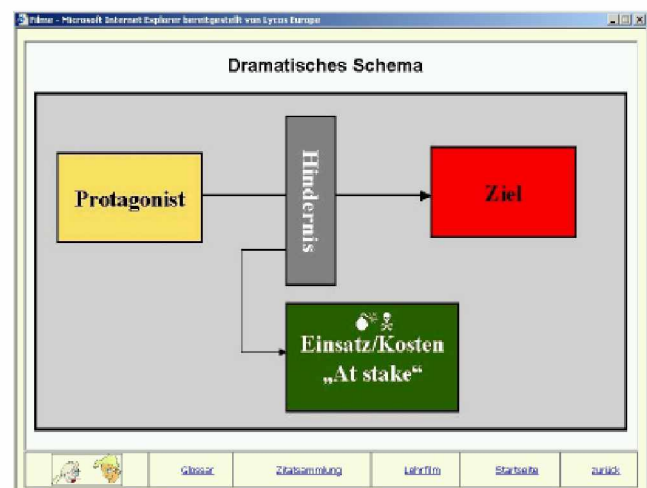 Filme - Microsoft Internet Explorer bereitgestellt von Lycos Europe
Dramatisches Schema
Protagonist
Hindernis
Ziel
Einsatz/Kosten
„At stake“
Glossar
Zitatsammlung
Lehrfilm
Startseite
zurück